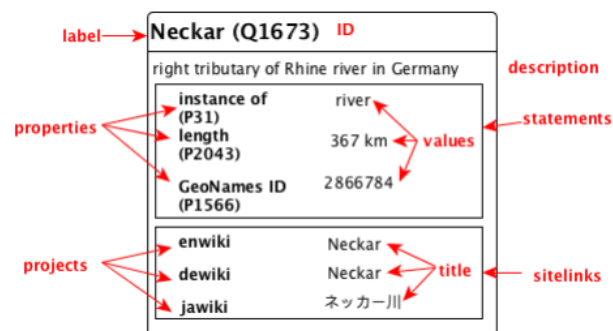 label Neckar (Q1673) ID
right tributary of Rhine river in Germany description
instance of river
(P31)
length 367 km
(P2043)
properties values statements
GeoNames ID 2866784
(P1566)
enwiki Neckar
projects dewiki Neckar title sitelinks
jawiki ネッカー川